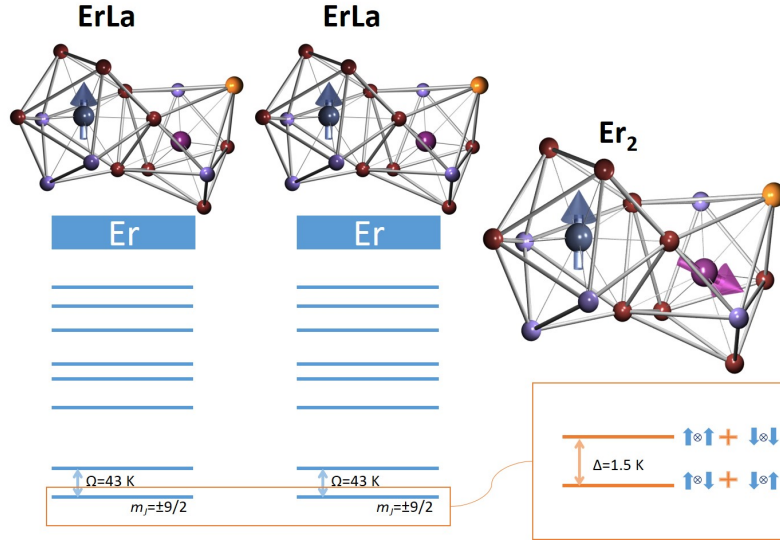 ErLa
ErLa
Er₂
Er
Er
Ω=43 K
Ω=43 K
mJ=±9/2
mJ=±9/2
⬆⊗⬆ + ⬇⊗⬇
Δ=1.5 K
⬆⊗⬇ + ⬇⊗⬆